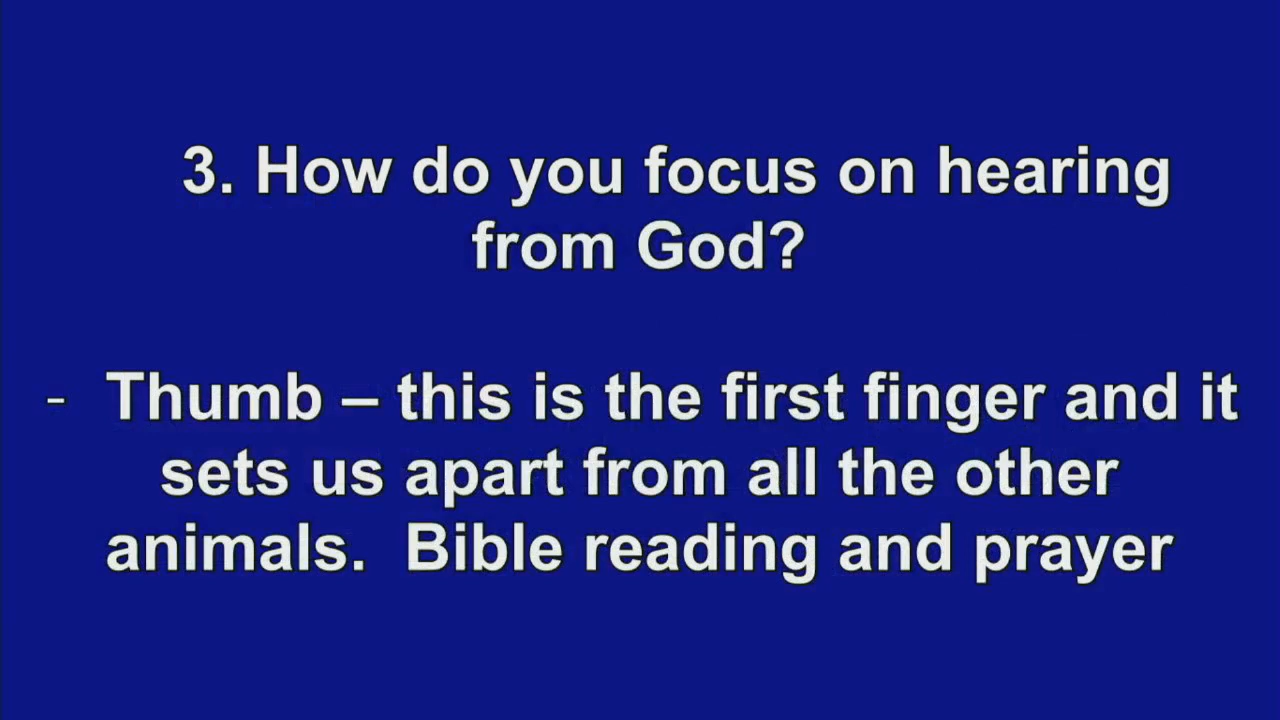 3. How do you focus on hearing
from God?
- Thumb – this is the first finger and it
sets us apart from all the other
animals.  Bible reading and prayer